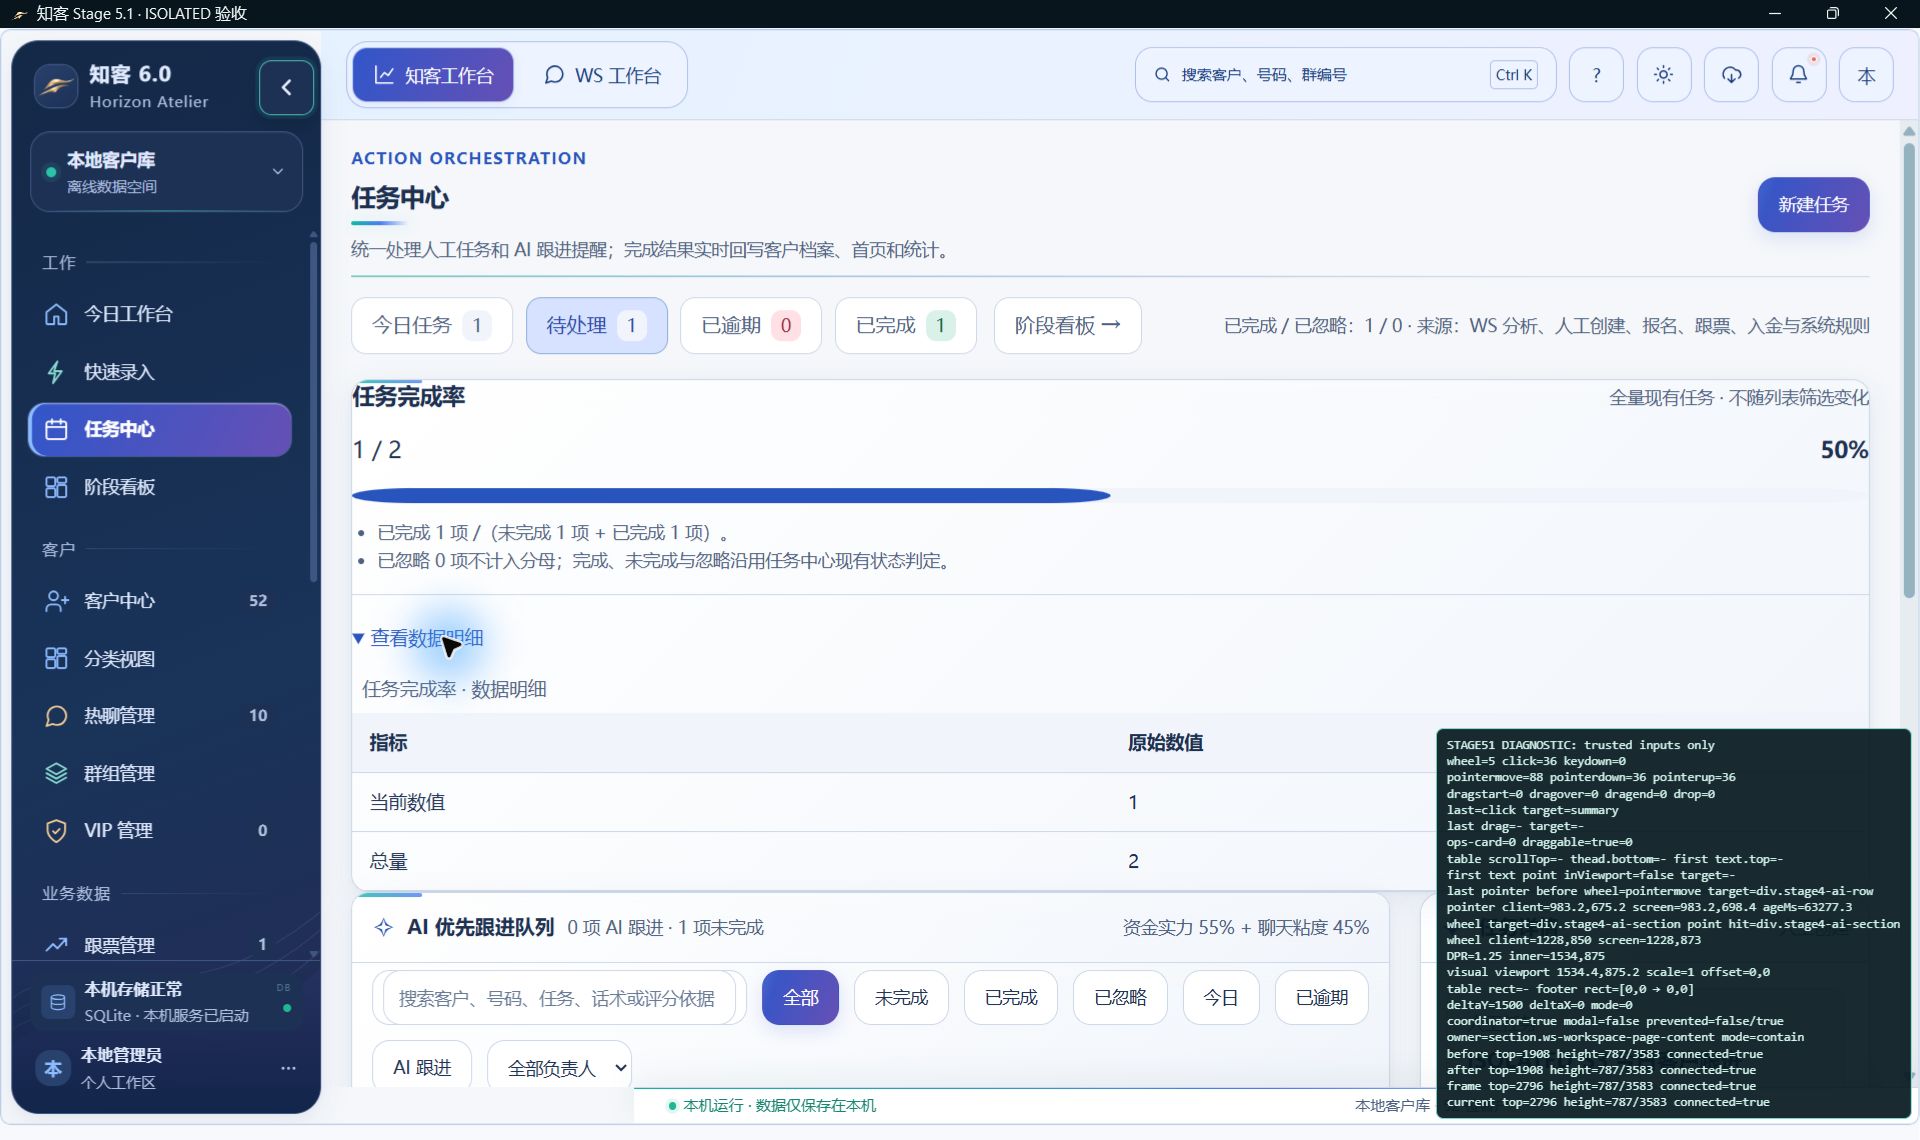 知客 Stage 5.1 · ISOLATED 验收
知客 6.0
Horizon Atelier
本地客户库
离线数据空间
工作
今日工作台
快速录入
任务中心
阶段看板
客户
客户中心 52
分类视图
热聊管理 10
群组管理
VIP 管理 0
业务数据
跟票管理 1
本机存储正常 DB
SQLite · 本机服务已启动
本 本地管理员 ...
个人工作区
知客工作台 WS 工作台
搜索客户、号码、群编号 Ctrl K ? 本
ACTION ORCHESTRATION
任务中心
新建任务
统一处理人工任务和 AI 跟进提醒；完成结果实时回写客户档案、首页和统计。
今日任务 1 待处理 1 已逾期 0 已完成 1 阶段看板 → 已完成 / 已忽略：1 / 0 · 来源：WS 分析、人工创建、报名、跟票、入金与系统规则
任务完成率 全量现有任务 · 不随列表筛选变化
1 / 2 50%
• 已完成 1 项 /（未完成 1 项 + 已完成 1 项）。
• 已忽略 0 项不计入分母；完成、未完成与忽略沿用任务中心现有状态判定。
▼ 查看数据明细
任务完成率 · 数据明细
指标 原始数值
当前数值 1
总量 2
AI 优先跟进队列 0 项 AI 跟进 · 1 项未完成 资金实力 55% + 聊天粘度 45%
搜索客户、号码、任务、话术或评分依据 全部 未完成 已完成 已忽略 今日 已逾期
AI 跟进 全部负责人
本机运行 · 数据仅保存在本机 本地客户库
STAGE51 DIAGNOSTIC: trusted inputs only
wheel=5 click=36 keydown=0
pointermove=88 pointerdown=36 pointerup=36
dragstart=0 dragover=0 dragend=0 drop=0
last=click target=summary
last drag=- target=-
ops-card=0 draggable=true=0
table scrollTop=- thead.bottom=- first text.top=-
first text point inViewport=false target=-
last pointer before wheel=pointermove target=div.stage4-ai-row
pointer client=983.2,675.2 screen=983.2,698.4 ageMs=63277.3
wheel target=div.stage4-ai-section point hit=div.stage4-ai-section
wheel client=1228,850 screen=1228,873
DPR=1.25 inner=1534,875
visual viewport 1534.4,875.2 scale=1 offset=0,0
table rect=- footer rect=[0,0 → 0,0]
deltaY=1500 deltaX=0 mode=0
coordinator=true modal=false prevented=false/true
owner=section.ws-workspace-page-content mode=contain
before top=1908 height=787/3583 connected=true
after top=1908 height=787/3583 connected=true
frame top=2796 height=787/3583 connected=true
current top=2796 height=787/3583 connected=true